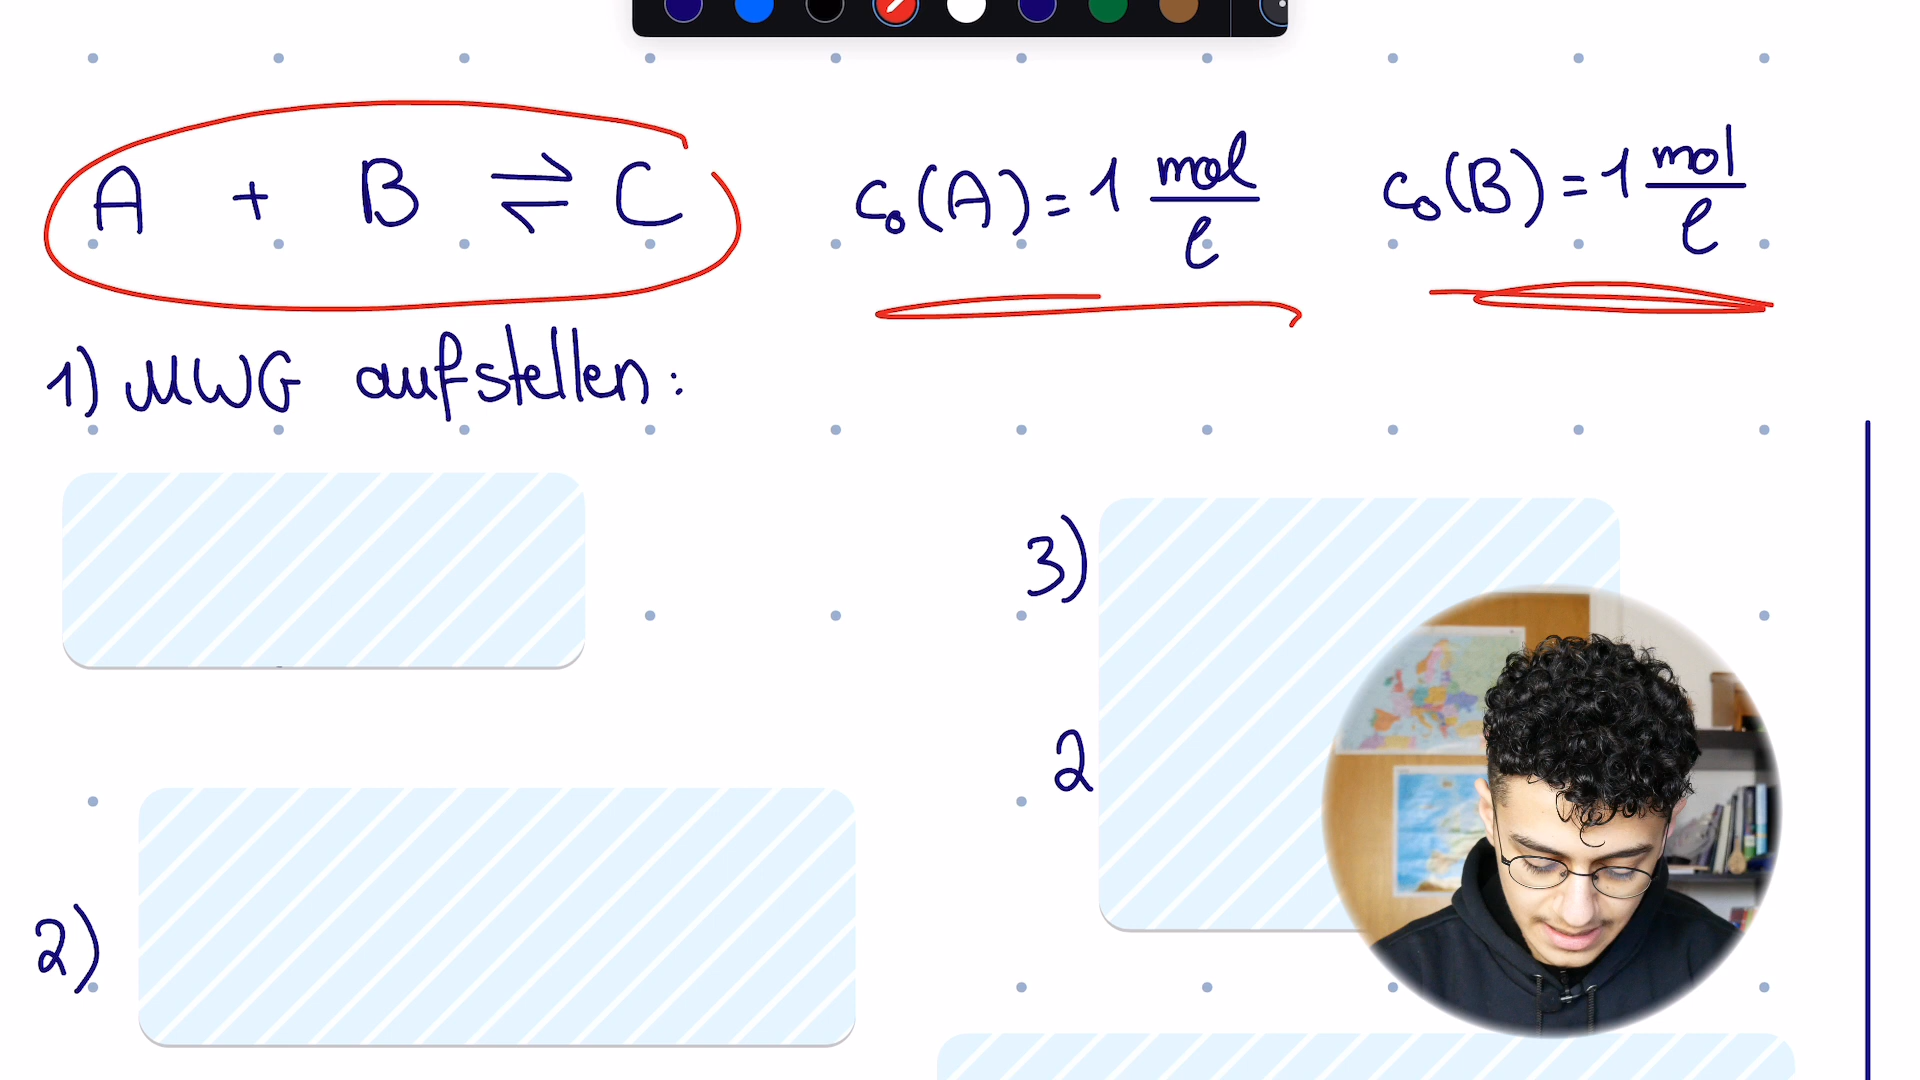 A + B ⇌ C
c₀(A) = 1 mol/l
c₀(B) = 1 mol/l
1) MWG aufstellen:
2)
3)
2